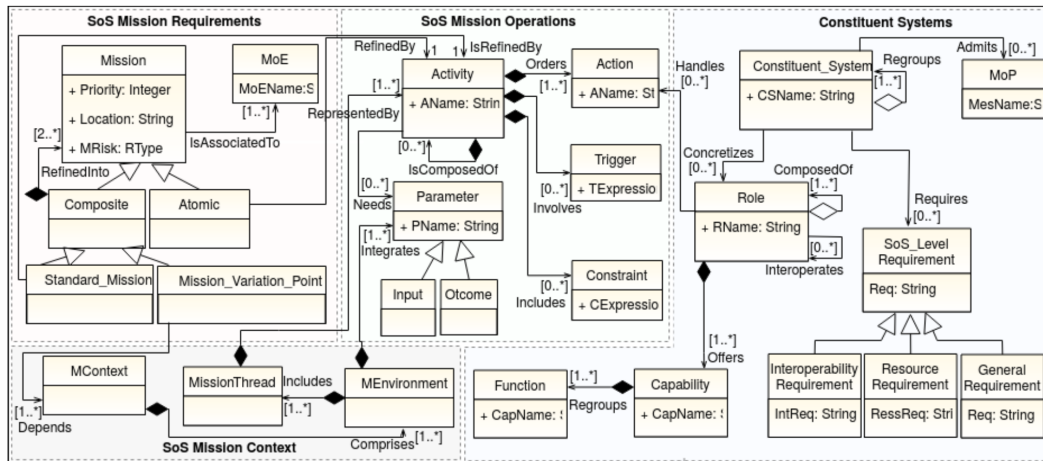 SoS Mission Requirements
SoS Mission Operations
Constituent Systems
Mission
+ Priority: Integer
+ Location: String
+ MRisk: RType
[2..*]
RefinedInto
MoE
MoEName:S
[1..*]
IsAssociatedTo
Composite
Atomic
Standard_Mission
Mission_Variation_Point
RefinedBy
1
1
IsRefinedBy
Activity
+ AName: Strin
[1..*]
RepresentedBy
Orders
[1..*]
Action
+ AName: St
Handles
[0..*]
[0..*]
IsComposedOf
Trigger
+ TExpressio
[0..*]
Involves
[0..*]
Needs
Parameter
+ PName: String
[1..*]
Integrates
Input
Otcome
Constraint
+ CExpressio
[0..*]
Includes
Constituent_System
+ CSName: String
Admits
[0..*]
Regroups
[1..*]
MoP
MesName:S
Concretizes
[0..*]
ComposedOf
[1..*]
Role
+ RName: String
[0..*]
Interoperates
Requires
[0..*]
SoS_Level
Requirement
Req: String
[1..*]
Offers
Interoperability
Requirement
IntReq: String
Resource
Requirement
RessReq: Stri
General
Requirement
Req: String
MContext
[1..*]
Depends
MissionThread
Includes
[1..*]
MEnvironment
Comprises
[1..*]
SoS Mission Context
Function
+ CapName: :
[1..*]
Regroups
Capability
+ CapName: :